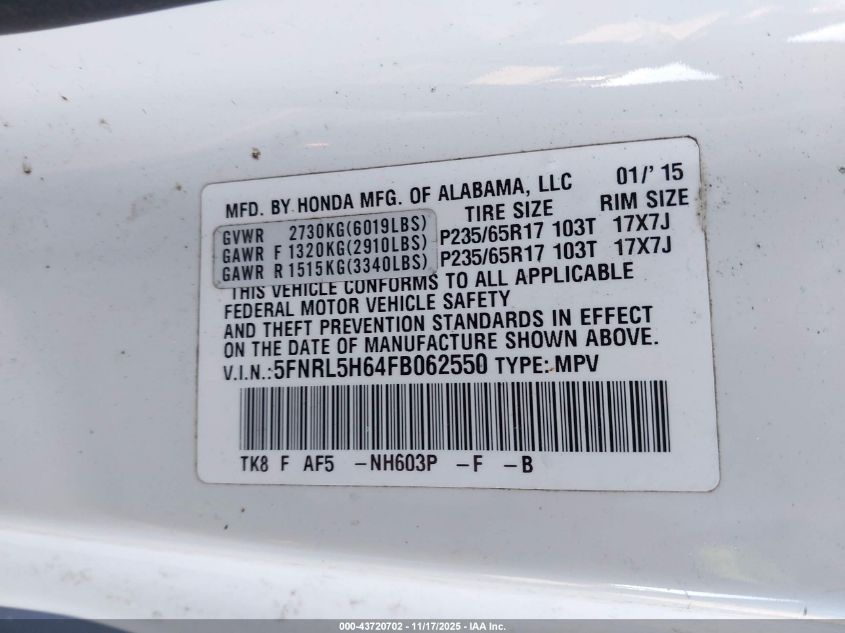 MFD. BY HONDA MFG. OF ALABAMA, LLC 01/'15
TIRE SIZE RIM SIZE
GVWR 2730KG(6019LBS)
GAWR F 1320KG(2910LBS) P235/65R17 103T 17X7J
GAWR R 1515KG(3340LBS) P235/65R17 103T 17X7J
THIS VEHICLE CONFORMS TO ALL APPLICABLE
FEDERAL MOTOR VEHICLE SAFETY
AND THEFT PREVENTION STANDARDS IN EFFECT
ON THE DATE OF MANUFACTURE SHOWN ABOVE.
V.I.N.:5FNRL5H64FB062550 TYPE:MPV
TK8 F AF5 -NH603P -F -B
000-43720702 - 11/17/2025 - IAA Inc.